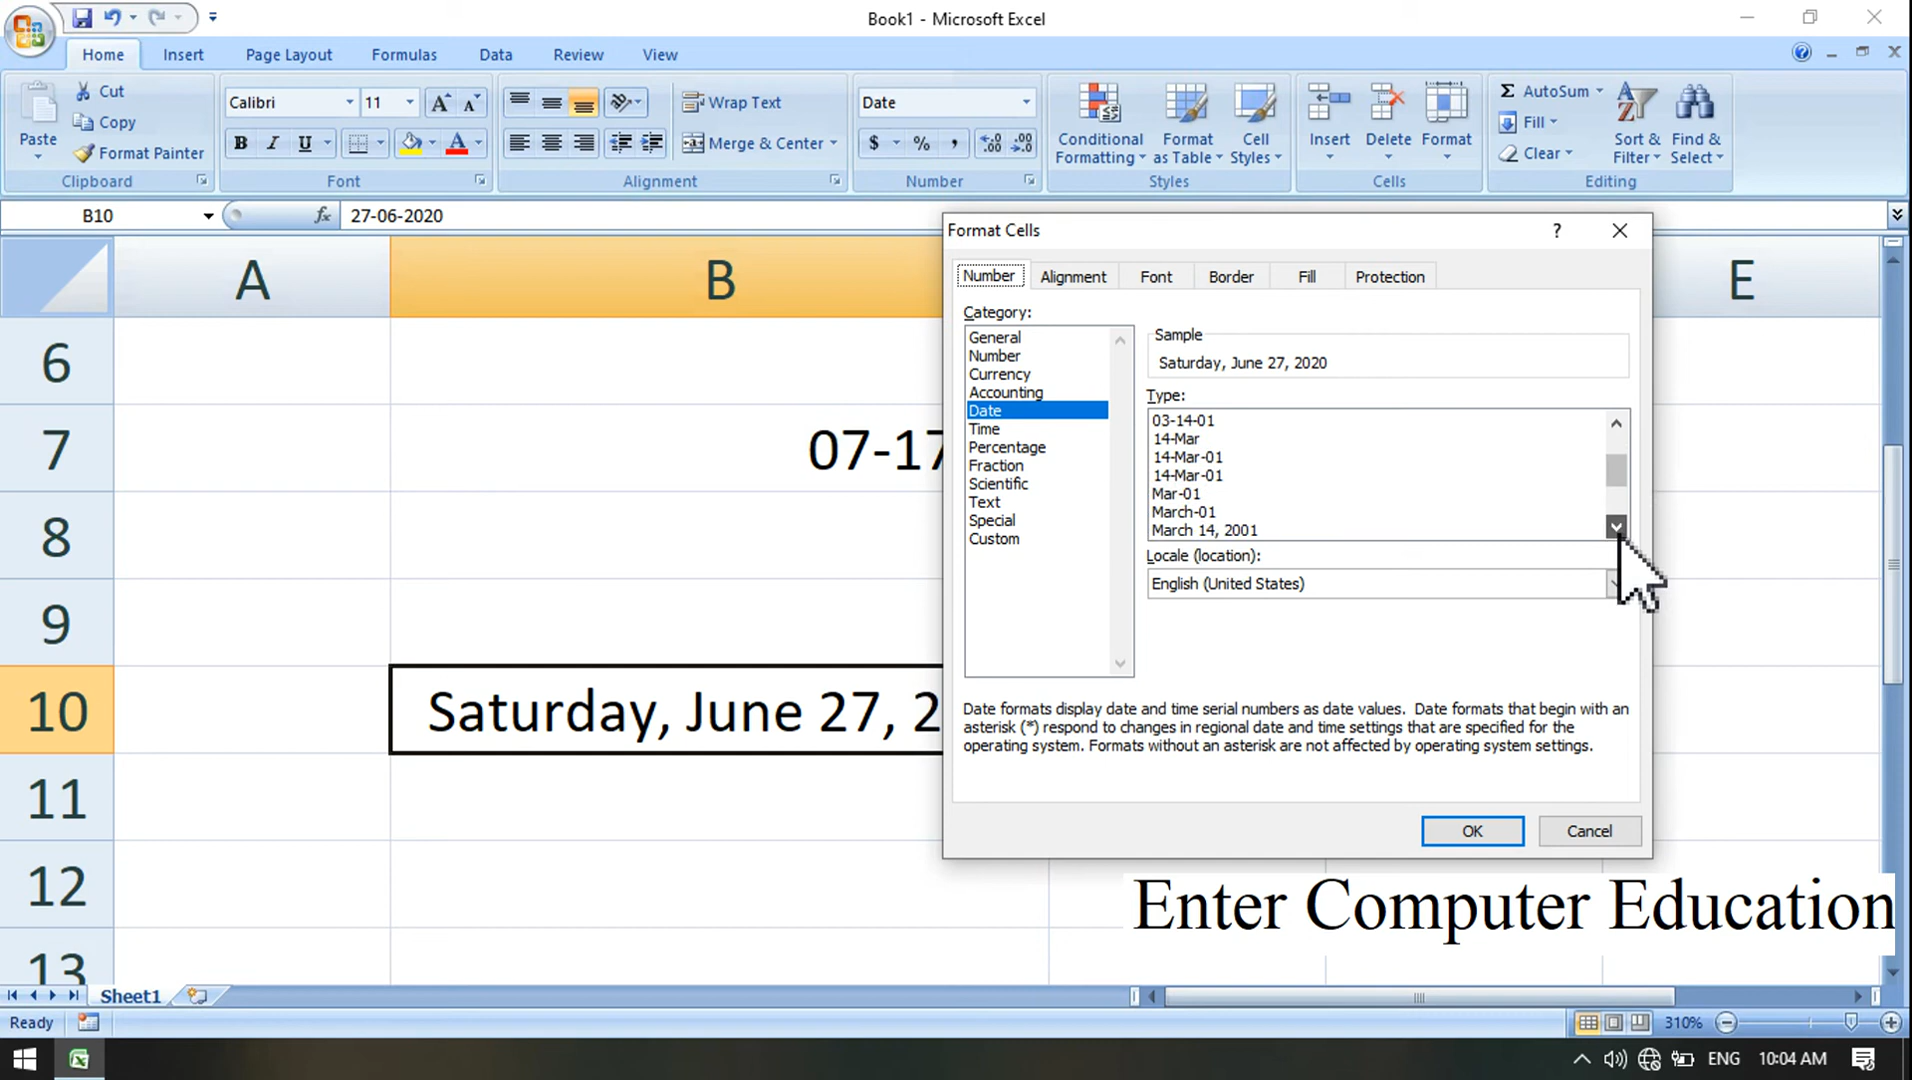 Book1 - Microsoft Excel
Home Insert Page Layout Formulas Data Review View
Cut
Copy
Format Painter
Paste
Clipboard
Calibri 11
B I U
Font
Wrap Text
Merge & Center
Alignment
Date
$ % ,
Number
Conditional Formatting
Format as Table
Cell Styles
Styles
Insert Delete Format
Cells
AutoSum
Fill
Clear
Sort & Filter
Find & Select
Editing
B10 fx 27-06-2020
A B E
6
7 07-17
8
9
10 Saturday, June 27, 2
11
12
13
Format Cells
Number Alignment Font Border Fill Protection
Category:
General
Number
Currency
Accounting
Date
Time
Percentage
Fraction
Scientific
Text
Special
Custom
Sample
Saturday, June 27, 2020
Type:
03-14-01
14-Mar
14-Mar-01
14-Mar-01
Mar-01
March-01
March 14, 2001
Locale (location):
English (United States)
Date formats display date and time serial numbers as date values. Date formats that begin with an
asterisk (*) respond to changes in regional date and time settings that are specified for the
operating system. Formats without an asterisk are not affected by operating system settings.
OK Cancel
Enter Computer Education
Sheet1
Ready 310%
ENG 10:04 AM